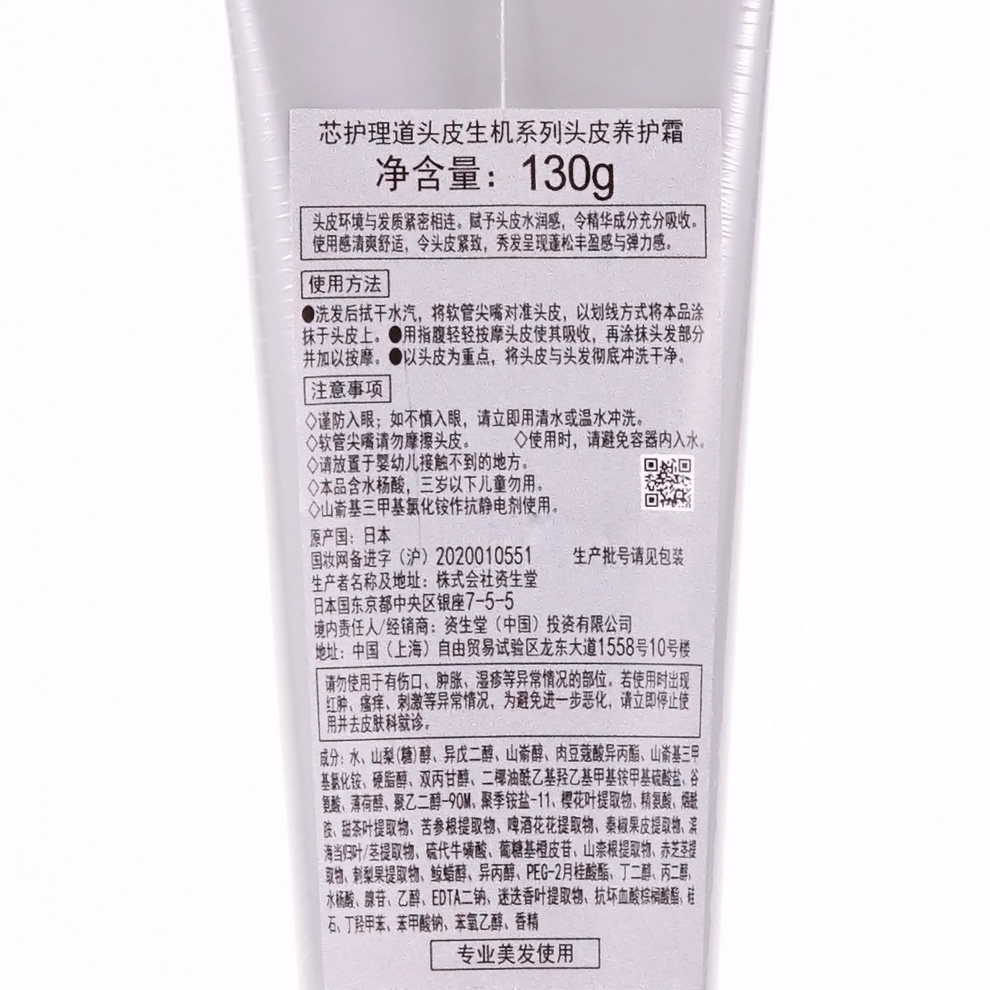 芯护理道头皮生机系列头皮养护霜
净含量：130g
头皮环境与发质紧密相连。赋予头皮水润感，令精华成分充分吸收。
使用感清爽舒适，令头皮紧致，秀发呈现蓬松丰盈感与弹力感。
使用方法
●洗发后拭干水汽，将软管尖嘴对准头皮，以划线方式将本品涂
抹于头皮上。●用指腹轻轻按摩头皮使其吸收，再涂抹头发部分
并加以按摩。●以头皮为重点，将头皮与头发彻底冲洗干净。
注意事项
◇谨防入眼；如不慎入眼，请立即用清水或温水冲洗。
◇软管尖嘴请勿摩擦头皮。 ◇使用时，请避免容器内入水。
◇请放置于婴幼儿接触不到的地方。
◇本品含水杨酸，三岁以下儿童勿用。
◇山嵛基三甲基氯化铵作抗静电剂使用。
原产国：日本
国妆网备进字（沪）2020010551 生产批号请见包装
生产者名称及地址：株式会社资生堂
日本国东京都中央区银座7-5-5
境内责任人/经销商：资生堂（中国）投资有限公司
地址：中国（上海）自由贸易试验区龙东大道1558号10号楼
请勿使用于有伤口、肿胀、湿疹等异常情况的部位。若使用时出现
红肿、瘙痒、刺激等异常情况，为避免进一步恶化，请立即停止使
用并去皮肤科就诊。
成分：水、山梨(糖)醇、异戊二醇、山嵛醇、肉豆蔻酸异丙酯、山嵛基三甲
基氯化铵、硬脂醇、双丙甘醇、二椰油酰乙基羟乙基甲基铵甲基硫酸盐、谷
氨酸、薄荷醇、聚乙二醇-90M、聚季铵盐-11、樱花叶提取物、精氨酸、烟酰
胺、甜茶叶提取物、苦参根提取物、啤酒花花提取物、秦椒果皮提取物、滨
海当归叶/茎提取物、硫代牛磺酸、葡糖基橙皮苷、山柰根提取物、赤芝茎提
取物、刺梨果提取物、鲸蜡醇、异丙醇、PEG-2月桂酸酯、丁二醇、丙二醇、
水杨酸、腺苷、乙醇、EDTA二钠、迷迭香叶提取物、抗坏血酸棕榈酸酯、硅
石、丁羟甲苯、苯甲酸钠、苯氧乙醇、香精
专业美发使用